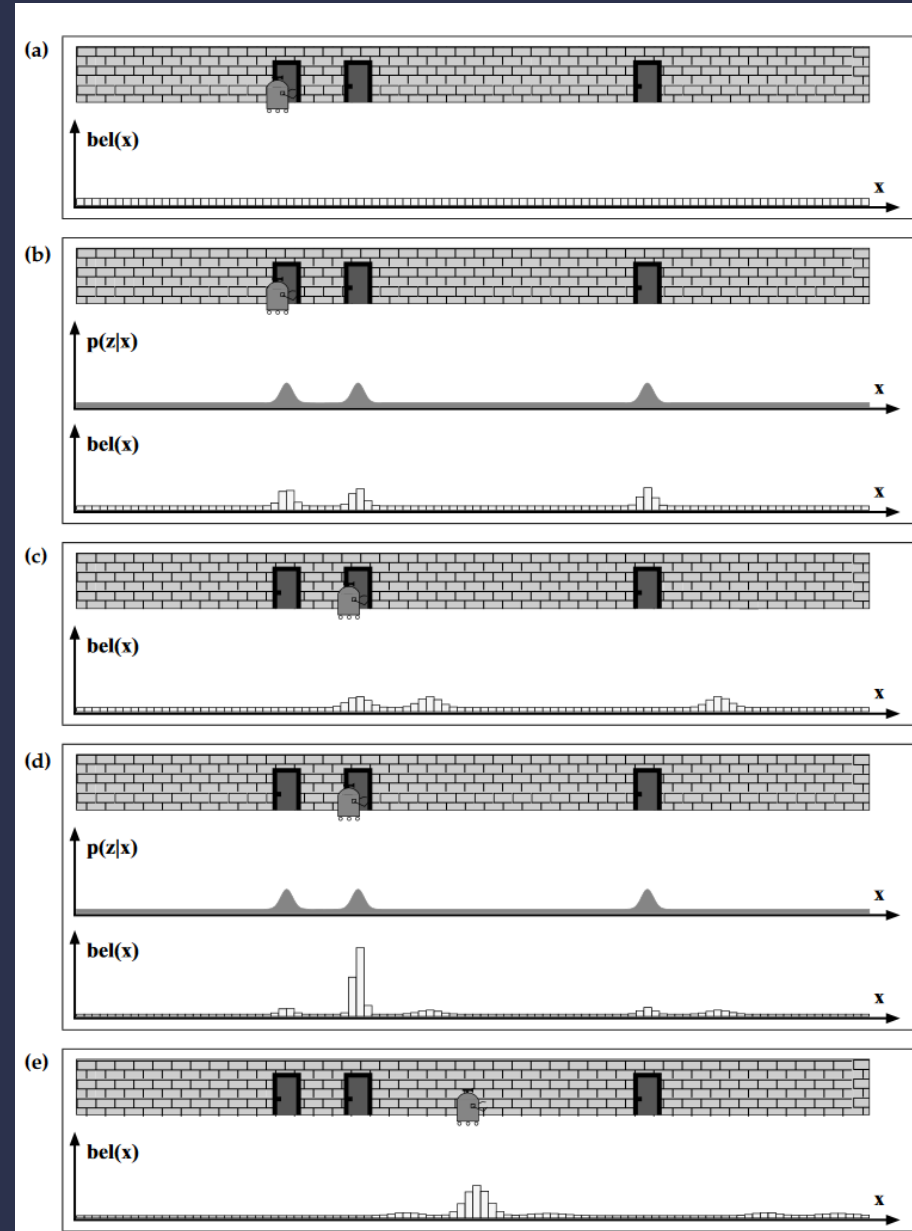 (a)
bel(x)
x
(b)
p(z|x)
x
bel(x)
x
(c)
bel(x)
x
(d)
p(z|x)
x
bel(x)
x
(e)
bel(x)
x